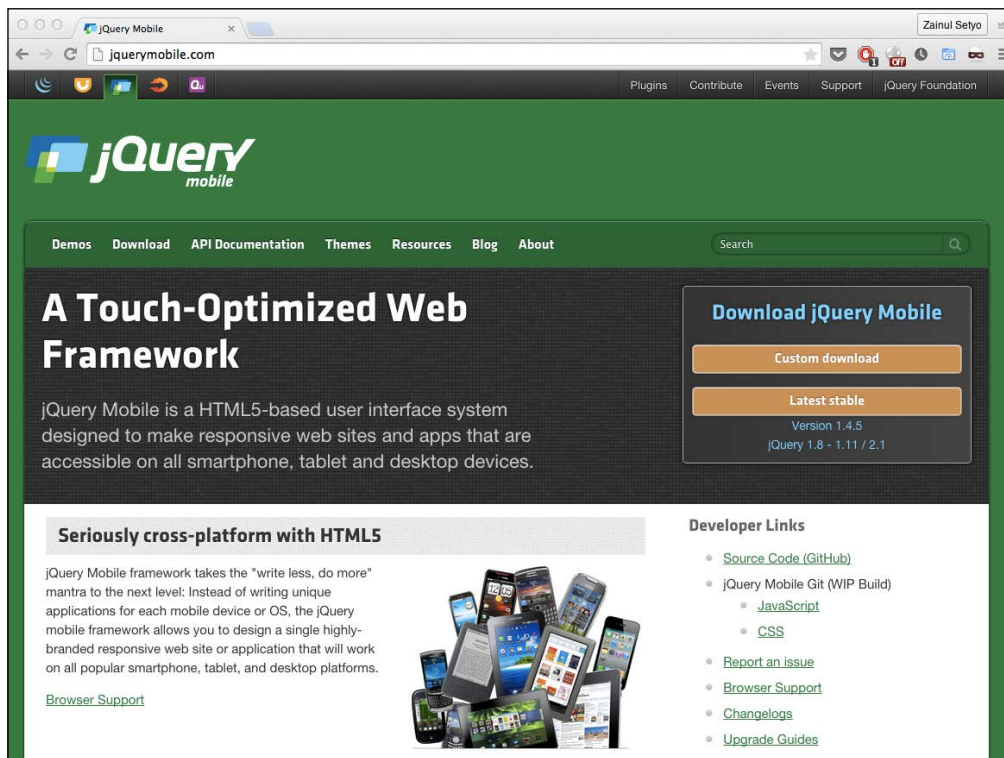 jQuery Mobile
Zainul Setyo
jquerymobile.com
1
Off
Qu
Plugins Contribute Events Support jQuery Foundation
jQuery
mobile
Demos Download API Documentation Themes Resources Blog About Search
A Touch-Optimized Web
Framework
jQuery Mobile is a HTML5-based user interface system
designed to make responsive web sites and apps that are
accessible on all smartphone, tablet and desktop devices.
Download jQuery Mobile
Custom download
Latest stable
Version 1.4.5
jQuery 1.8 - 1.11 / 2.1
Seriously cross-platform with HTML5
jQuery Mobile framework takes the "write less, do more"
mantra to the next level: Instead of writing unique
applications for each mobile device or OS, the jQuery
mobile framework allows you to design a single highly-
branded responsive web site or application that will work
on all popular smartphone, tablet, and desktop platforms.
Browser Support
Developer Links
Source Code (GitHub)
jQuery Mobile Git (WIP Build)
JavaScript
CSS
Report an issue
Browser Support
Changelogs
Upgrade Guides